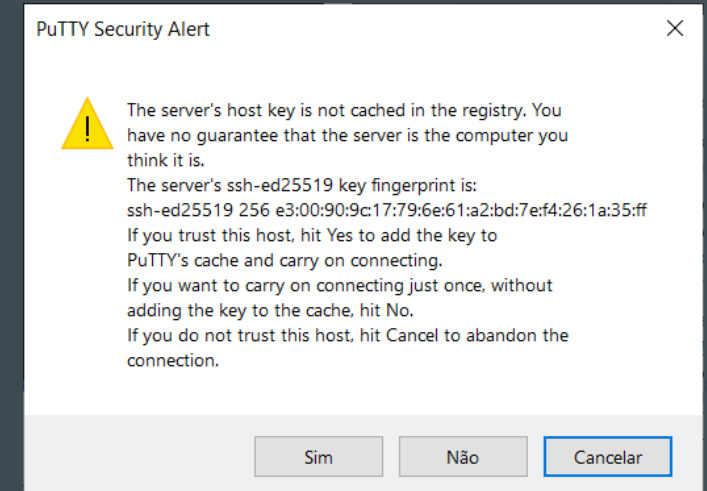 PuTTY Security Alert
The server's host key is not cached in the registry. You
have no guarantee that the server is the computer you
think it is.
The server's ssh-ed25519 key fingerprint is:
ssh-ed25519 256 e3:00:90:9c:17:79:6e:61:a2:bd:7e:f4:26:1a:35:ff
If you trust this host, hit Yes to add the key to
PuTTY's cache and carry on connecting.
If you want to carry on connecting just once, without
adding the key to the cache, hit No.
If you do not trust this host, hit Cancel to abandon the
connection.
Sim Não Cancelar